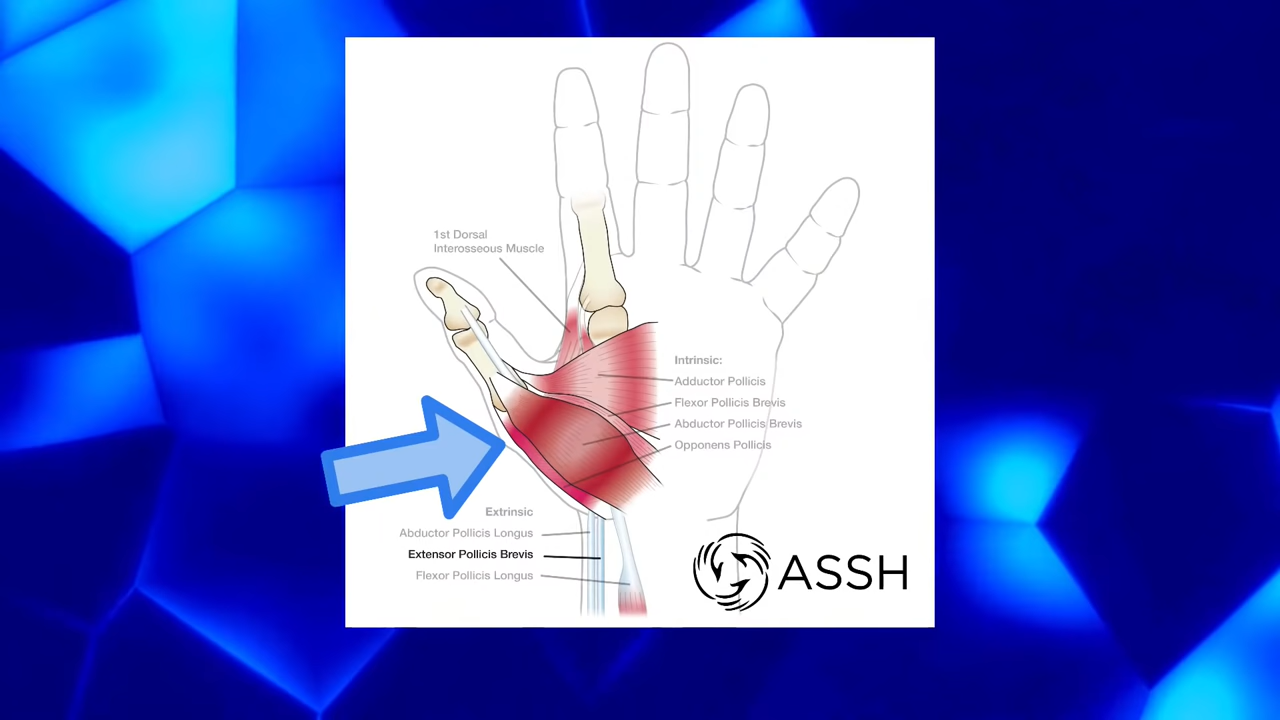 1st Dorsal
Interosseous Muscle
Intrinsic:
Adductor Pollicis
Flexor Pollicis Brevis
Abductor Pollicis Brevis
Opponens Pollicis
Extrinsic
Abductor Pollicis Longus
Extensor Pollicis Brevis
Flexor Pollicis Longus
ASSH